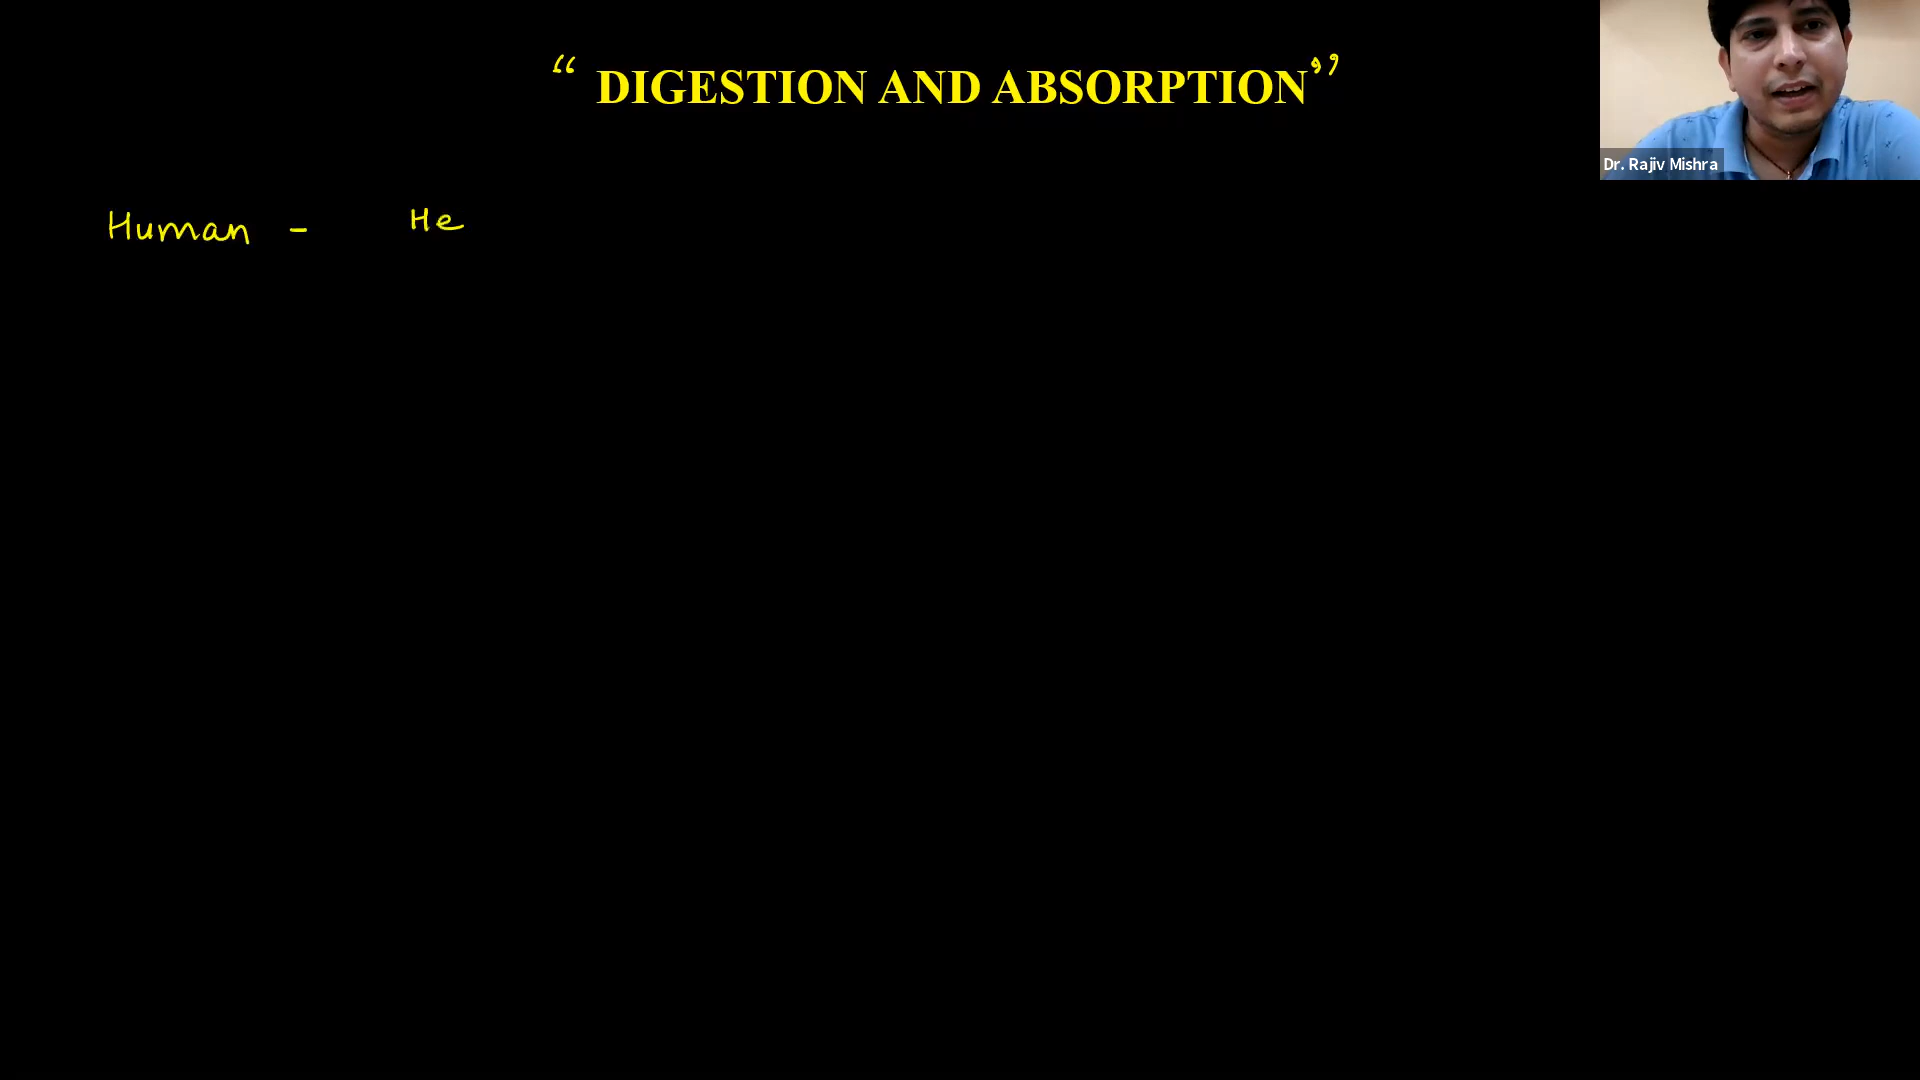 “ DIGESTION AND ABSORPTION ”
Dr. Rajiv Mishra
Human - He